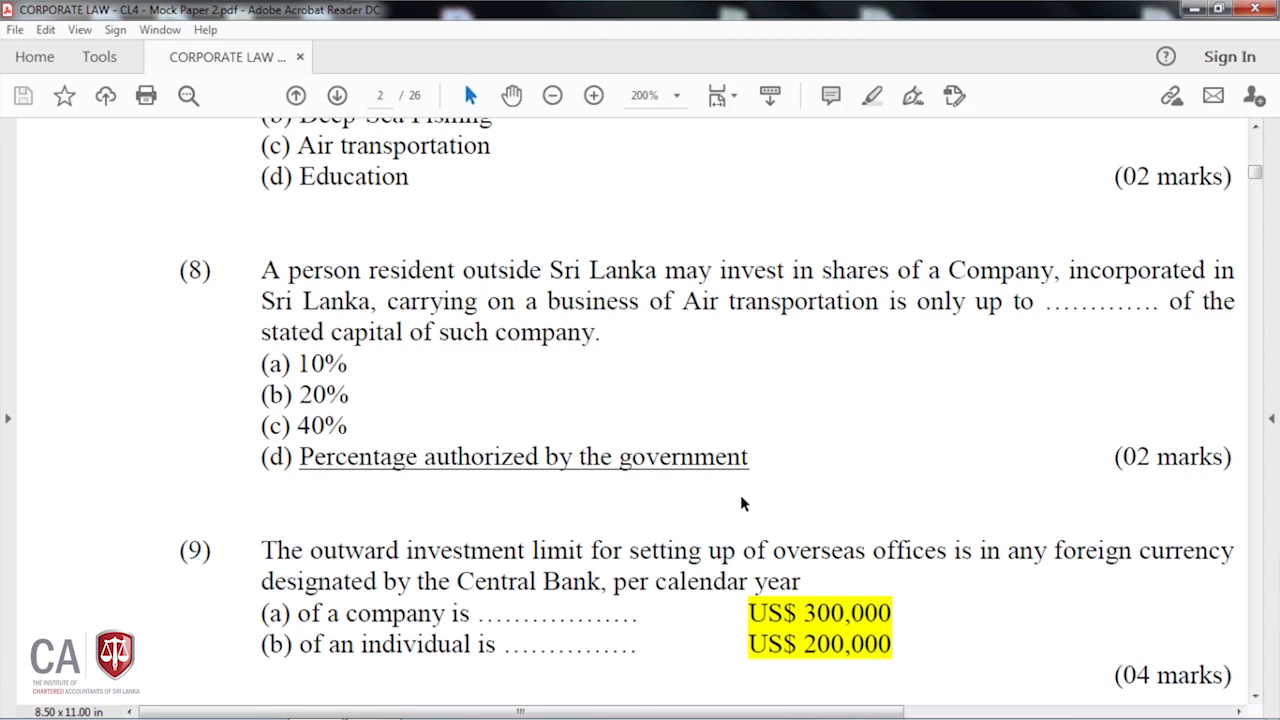 CORPORATE LAW - CL4 - Mock Paper 2.pdf - Adobe Acrobat Reader DC
File Edit View Sign Window Help
Home Tools CORPORATE LAW ... × ? Sign In
2 / 26 200%
(b) Deep-Sea Fishing
(c) Air transportation
(d) Education (02 marks)
(8) A person resident outside Sri Lanka may invest in shares of a Company, incorporated in
Sri Lanka, carrying on a business of Air transportation is only up to ............. of the
stated capital of such company.
(a) 10%
(b) 20%
(c) 40%
(d) Percentage authorized by the government (02 marks)
(9) The outward investment limit for setting up of overseas offices is in any foreign currency
designated by the Central Bank, per calendar year
(a) of a company is .................. US$ 300,000
(b) of an individual is ............... US$ 200,000
(04 marks)
CA
THE INSTITUTE OF
CHARTERED ACCOUNTANTS OF SRI LANKA
8.50 x 11.00 in